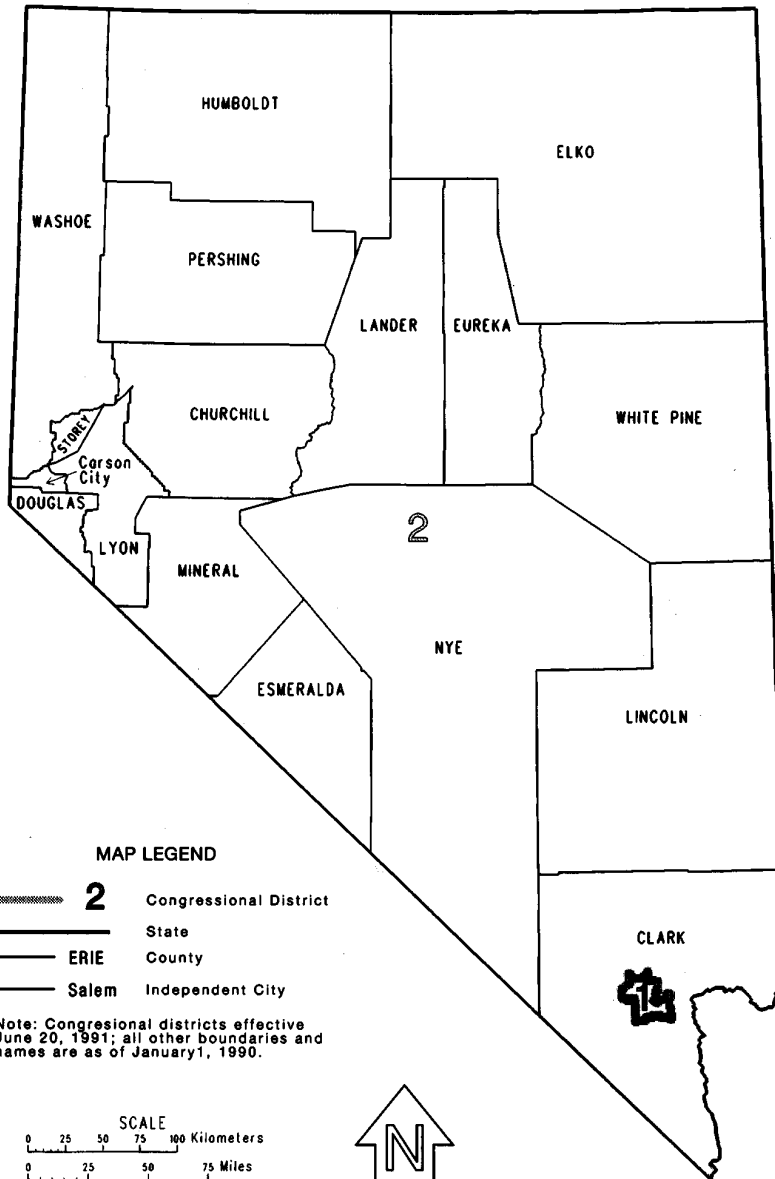 HUMBOLDT
ELKO
WASHOE
PERSHING
LANDER
EUREKA
CHURCHILL
WHITE PINE
STOREY
Carson
City
DOUGLAS
LYON
2
MINERAL
NYE
ESMERALDA
LINCOLN
CLARK
1
MAP LEGEND
2 Congressional District
State
ERIE County
Salem Independent City
Note: Congresional districts effective
June 20, 1991; all other boundaries and
names are as of January1, 1990.
SCALE
0 25 50 75 100 Kilometers
0 25 50 75 Miles
N